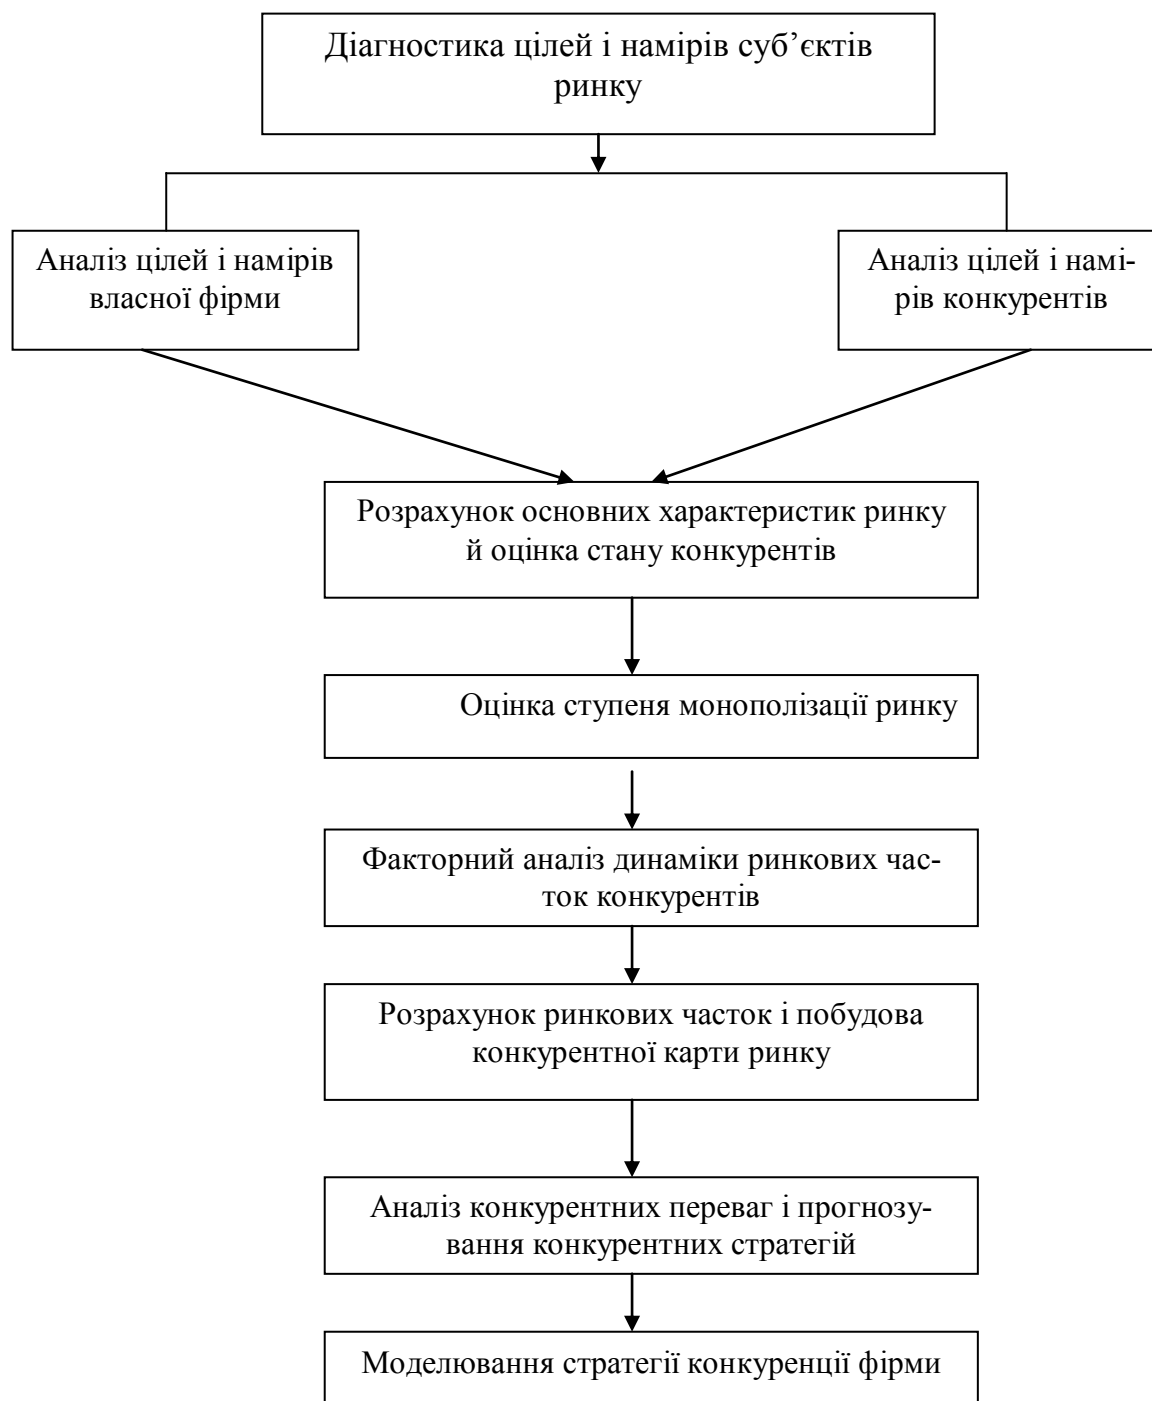 Діагностика цілей і намірів суб’єктів
ринку
Аналіз цілей і намірів
власної фірми
Аналіз цілей і намі-
рів конкурентів
Розрахунок основних характеристик ринку
й оцінка стану конкурентів
Оцінка ступеня монополізації ринку
Факторний аналіз динаміки ринкових час-
ток конкурентів
Розрахунок ринкових часток і побудова
конкурентної карти ринку
Аналіз конкурентних переваг і прогнозу-
вання конкурентних стратегій
Моделювання стратегії конкуренції фірми